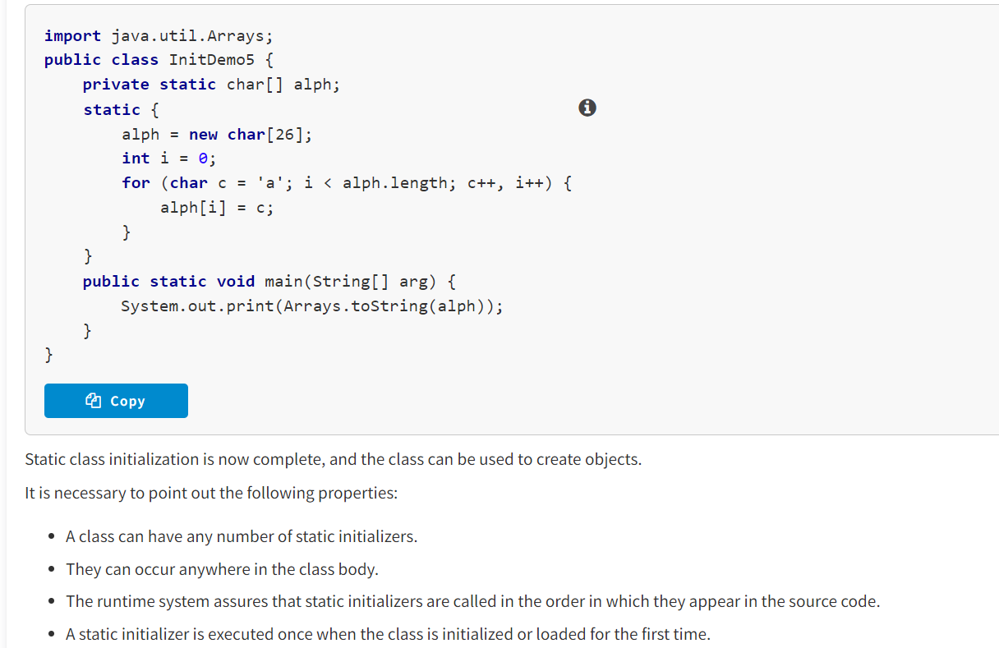 import java.util.Arrays;
public class InitDemo5 {
    private static char[] alph;
    static {
        alph = new char[26];
        int i = 0;
        for (char c = 'a'; i < alph.length; c++, i++) {
            alph[i] = c;
        }
    }
    public static void main(String[] arg) {
        System.out.print(Arrays.toString(alph));
    }
}
Copy
Static class initialization is now complete, and the class can be used to create objects.
It is necessary to point out the following properties:
• A class can have any number of static initializers.
• They can occur anywhere in the class body.
• The runtime system assures that static initializers are called in the order in which they appear in the source code.
• A static initializer is executed once when the class is initialized or loaded for the first time.